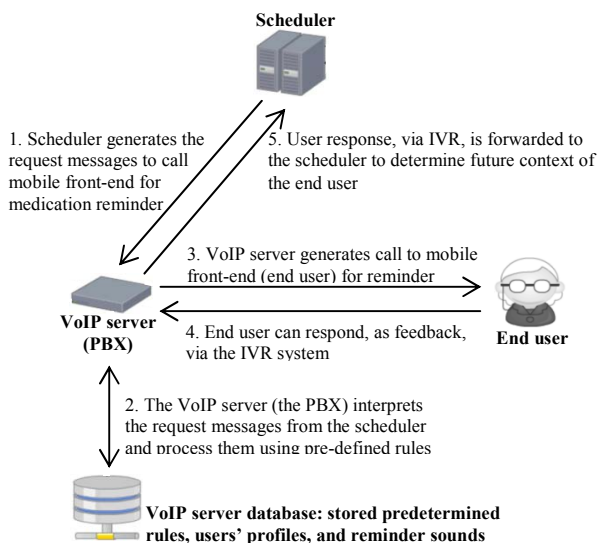 Scheduler
1. Scheduler generates the
request messages to call
mobile front-end for
medication reminder
5. User response, via IVR, is forwarded to
the scheduler to determine future context of
the end user
3. VoIP server generates call to mobile
front-end (end user) for reminder
VoIP server
(PBX)
4. End user can respond, as feedback,
via the IVR system
End user
2. The VoIP server (the PBX) interprets
the request messages from the scheduler
and process them using pre-defined rules
VoIP server database: stored predetermined
rules, users' profiles, and reminder sounds